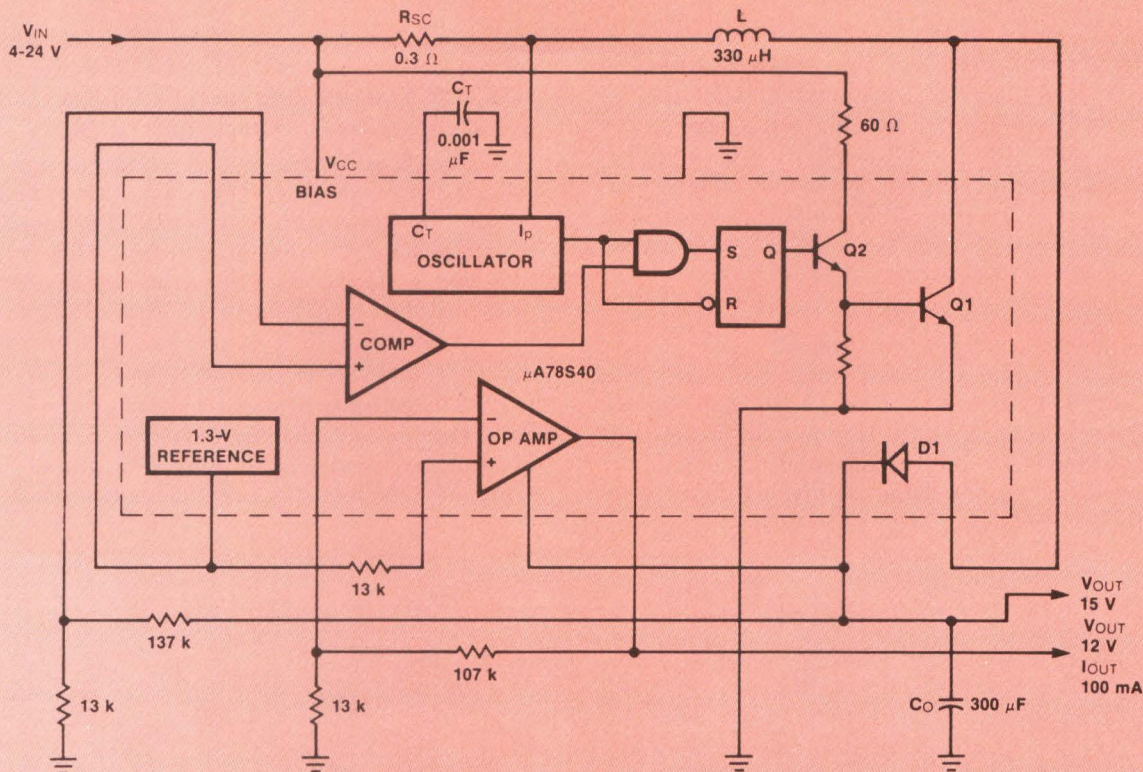 VIN
4-24 V
RSC
0.3 Ω
L
330 µH
CT
0.001
µF
60 Ω
VCC
BIAS
CT
Ip
OSCILLATOR
S
Q
R
Q2
Q1
−
COMP
+
µA78S40
1.3-V
REFERENCE
−
OP AMP
+
D1
13 k
137 k
107 k
13 k
13 k
CO
300 µF
VOUT
15 V
VOUT
12 V
IOUT
100 mA